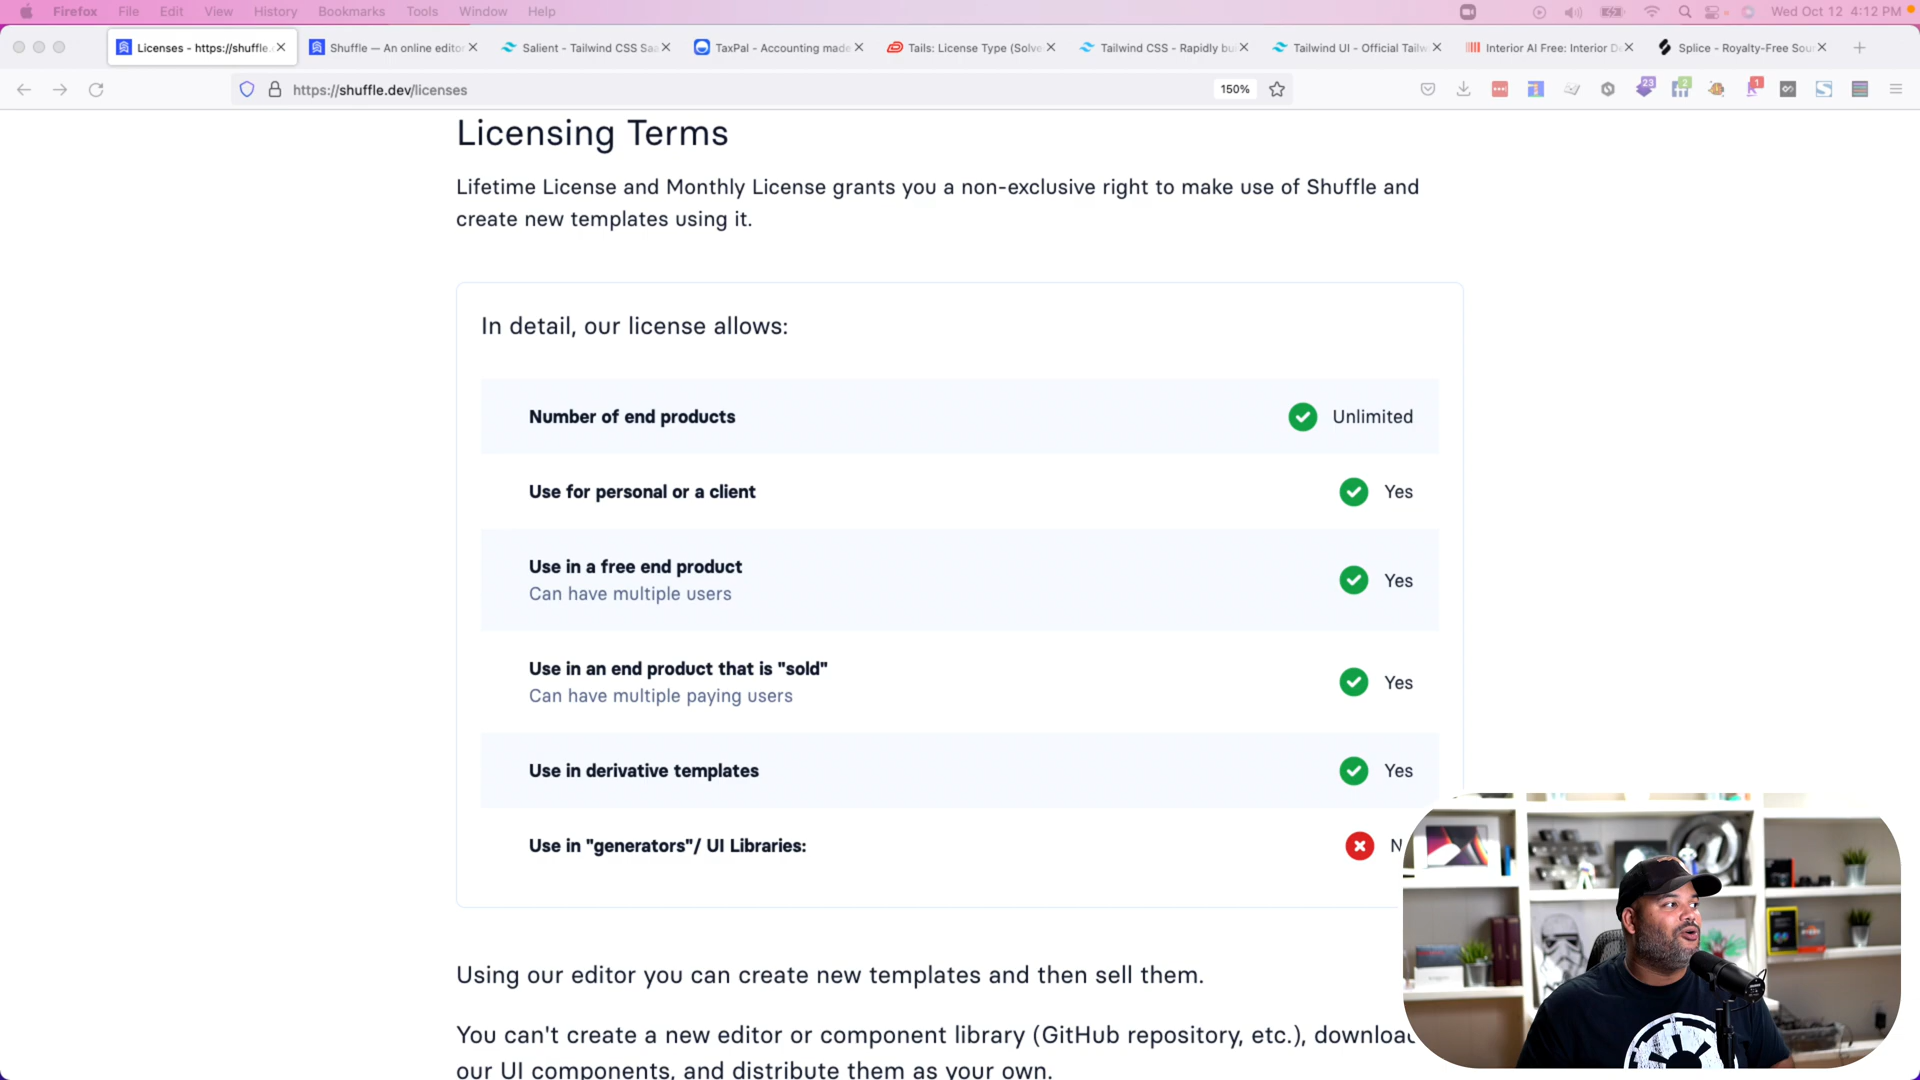 Firefox File Edit View History Bookmarks Tools Window Help Wed Oct 12 4:12 PM
Licenses - https://shuffle. Shuffle — An online editor Salient - Tailwind CSS Saa TaxPal - Accounting made Tails: License Type (Solve Tailwind CSS - Rapidly bu Tailwind UI - Official Tailw Interior AI Free: Interior D Splice - Royalty-Free Sou
https://shuffle.dev/licenses 150% 23 2 1
Licensing Terms
Lifetime License and Monthly License grants you a non-exclusive right to make use of Shuffle and
create new templates using it.
In detail, our license allows:
Number of end products Unlimited
Use for personal or a client Yes
Use in a free end product Yes
Can have multiple users
Use in an end product that is "sold" Yes
Can have multiple paying users
Use in derivative templates Yes
Use in "generators"/ UI Libraries: N
Using our editor you can create new templates and then sell them.
You can't create a new editor or component library (GitHub repository, etc.), download
our UI components, and distribute them as your own.